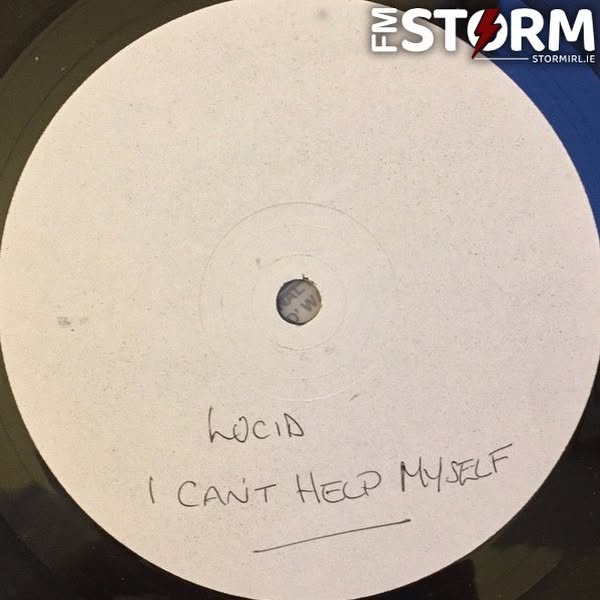 FM STORM
STORMIRL.IE
LUCID
I CAN'T HELP MYSELF